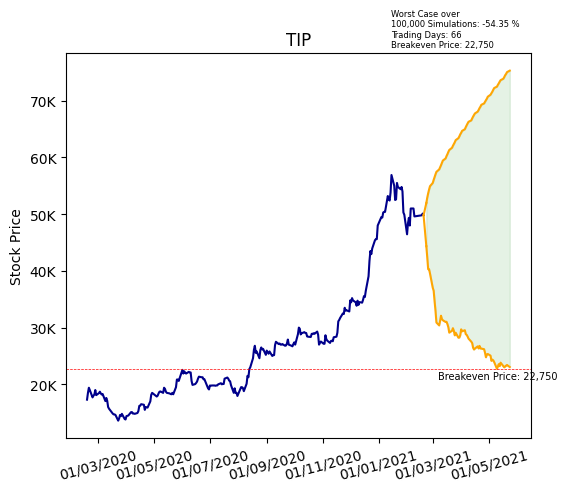 Worst Case over
100,000 Simulations: -54.35 %
Trading Days: 66
Breakeven Price: 22,750
TIP
Stock Price
70K
60K
50K
40K
30K
20K
Breakeven Price: 22,750
01/03/2020
01/05/2020
01/07/2020
01/09/2020
01/11/2020
01/01/2021
01/03/2021
01/05/2021